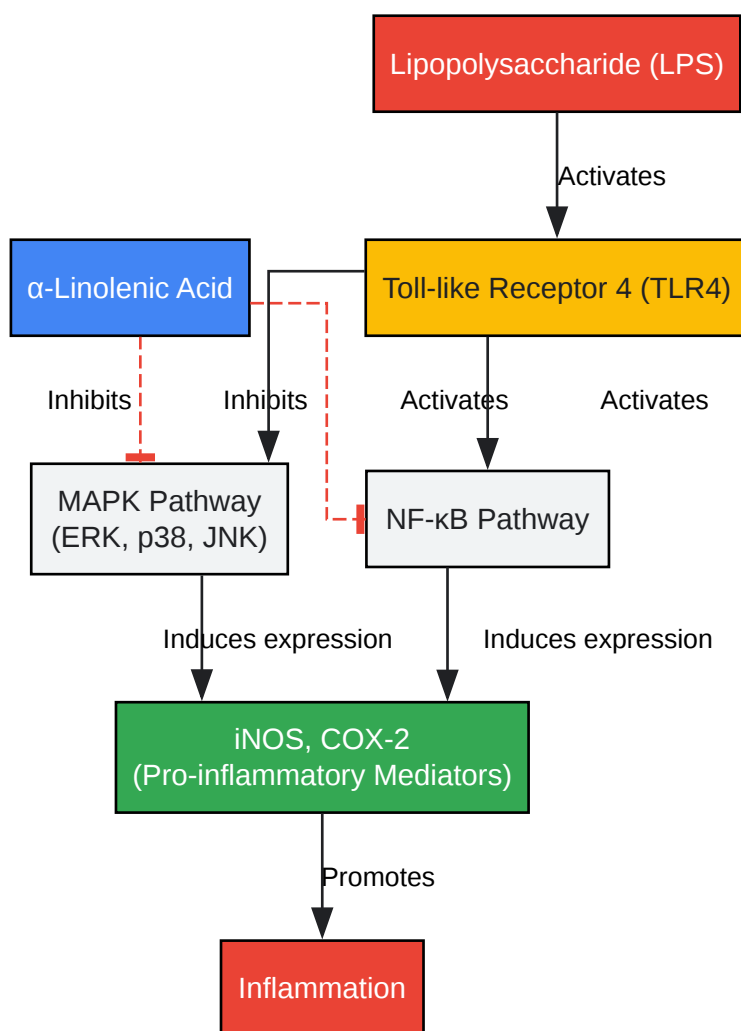 Lipopolysaccharide (LPS)
Activates
α-Linolenic Acid
Toll-like Receptor 4 (TLR4)
Inhibits
Inhibits
Activates
Activates
MAPK Pathway
(ERK, p38, JNK)
NF-κB Pathway
Induces expression
Induces expression
iNOS, COX-2
(Pro-inflammatory Mediators)
Promotes
Inflammation